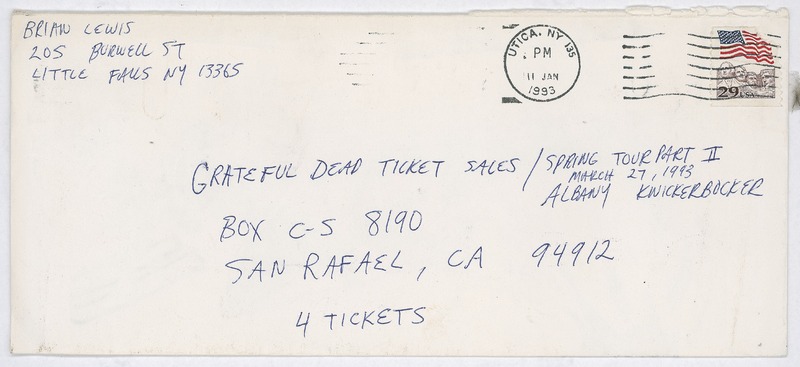 BRIAN LEWIS
205 BURWELL ST
LITTLE FALLS NY 13365
UTICA, NY 135
PM
11 JAN
1993
29 USA
GRATEFUL DEAD TICKET SALES / SPRING TOUR PART II
MARCH 27, 1993
ALBANY KNICKERBOCKER
BOX C-S 8190
SAN RAFAEL, CA 94912
4 TICKETS